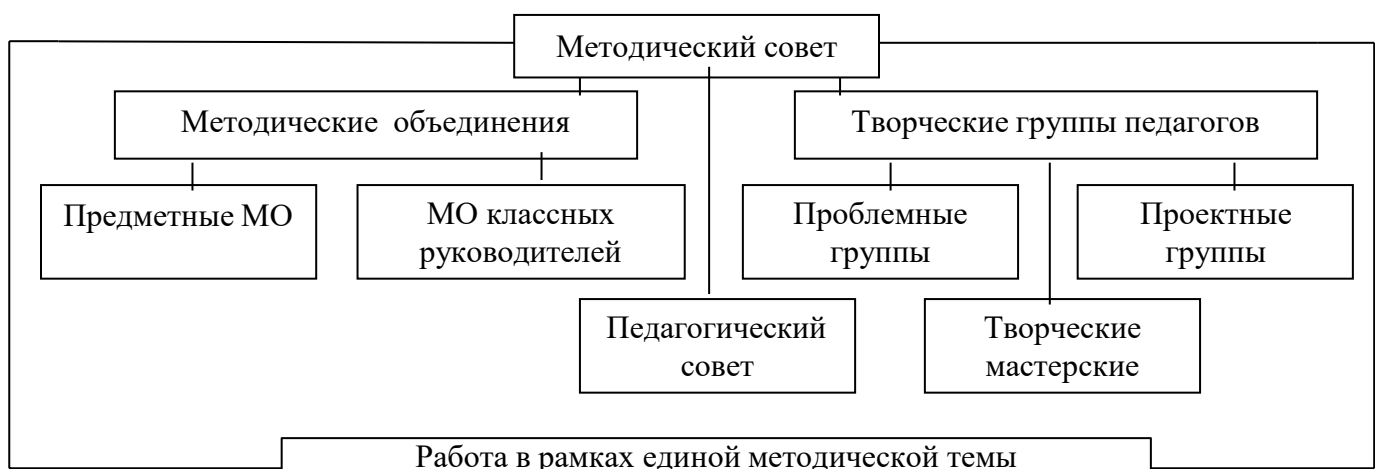 Методический совет
Методические объединения
Творческие группы педагогов
Предметные МО
МО классных
руководителей
Проблемные
группы
Проектные
группы
Педагогический
совет
Творческие
мастерские
Работа в рамках единой методической темы